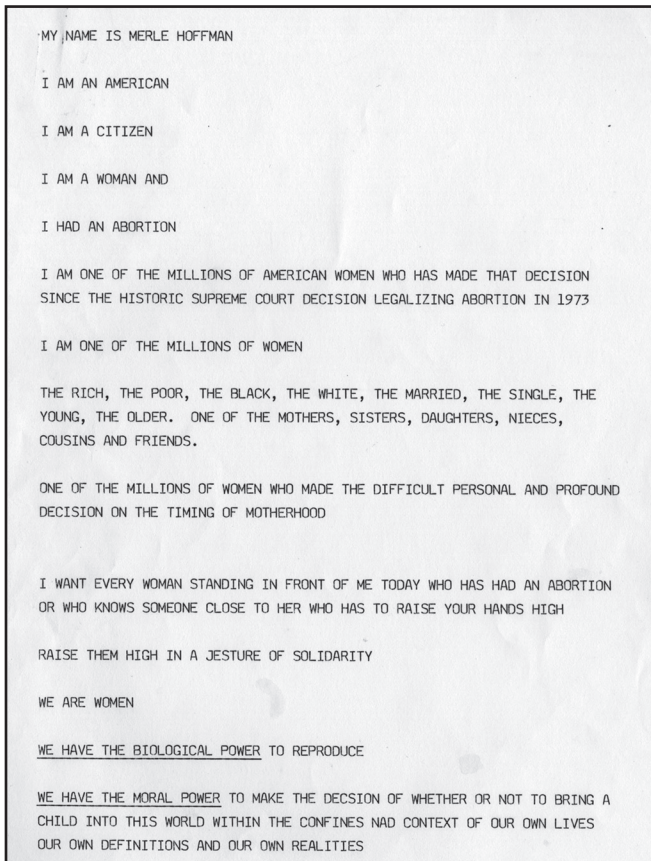 MY NAME IS MERLE HOFFMAN
I AM AN AMERICAN
I AM A CITIZEN
I AM A WOMAN AND
I HAD AN ABORTION
I AM ONE OF THE MILLIONS OF AMERICAN WOMEN WHO HAS MADE THAT DECISION
SINCE THE HISTORIC SUPREME COURT DECISION LEGALIZING ABORTION IN 1973
I AM ONE OF THE MILLIONS OF WOMEN
THE RICH, THE POOR, THE BLACK, THE WHITE, THE MARRIED, THE SINGLE, THE
YOUNG, THE OLDER. ONE OF THE MOTHERS, SISTERS, DAUGHTERS, NIECES,
COUSINS AND FRIENDS.
ONE OF THE MILLIONS OF WOMEN WHO MADE THE DIFFICULT PERSONAL AND PROFOUND
DECISION ON THE TIMING OF MOTHERHOOD
I WANT EVERY WOMAN STANDING IN FRONT OF ME TODAY WHO HAS HAD AN ABORTION
OR WHO KNOWS SOMEONE CLOSE TO HER WHO HAS TO RAISE YOUR HANDS HIGH
RAISE THEM HIGH IN A JESTURE OF SOLIDARITY
WE ARE WOMEN
WE HAVE THE BIOLOGICAL POWER TO REPRODUCE
WE HAVE THE MORAL POWER TO MAKE THE DECSION OF WHETHER OR NOT TO BRING A
CHILD INTO THIS WORLD WITHIN THE CONFINES NAD CONTEXT OF OUR OWN LIVES
OUR OWN DEFINITIONS AND OUR OWN REALITIES